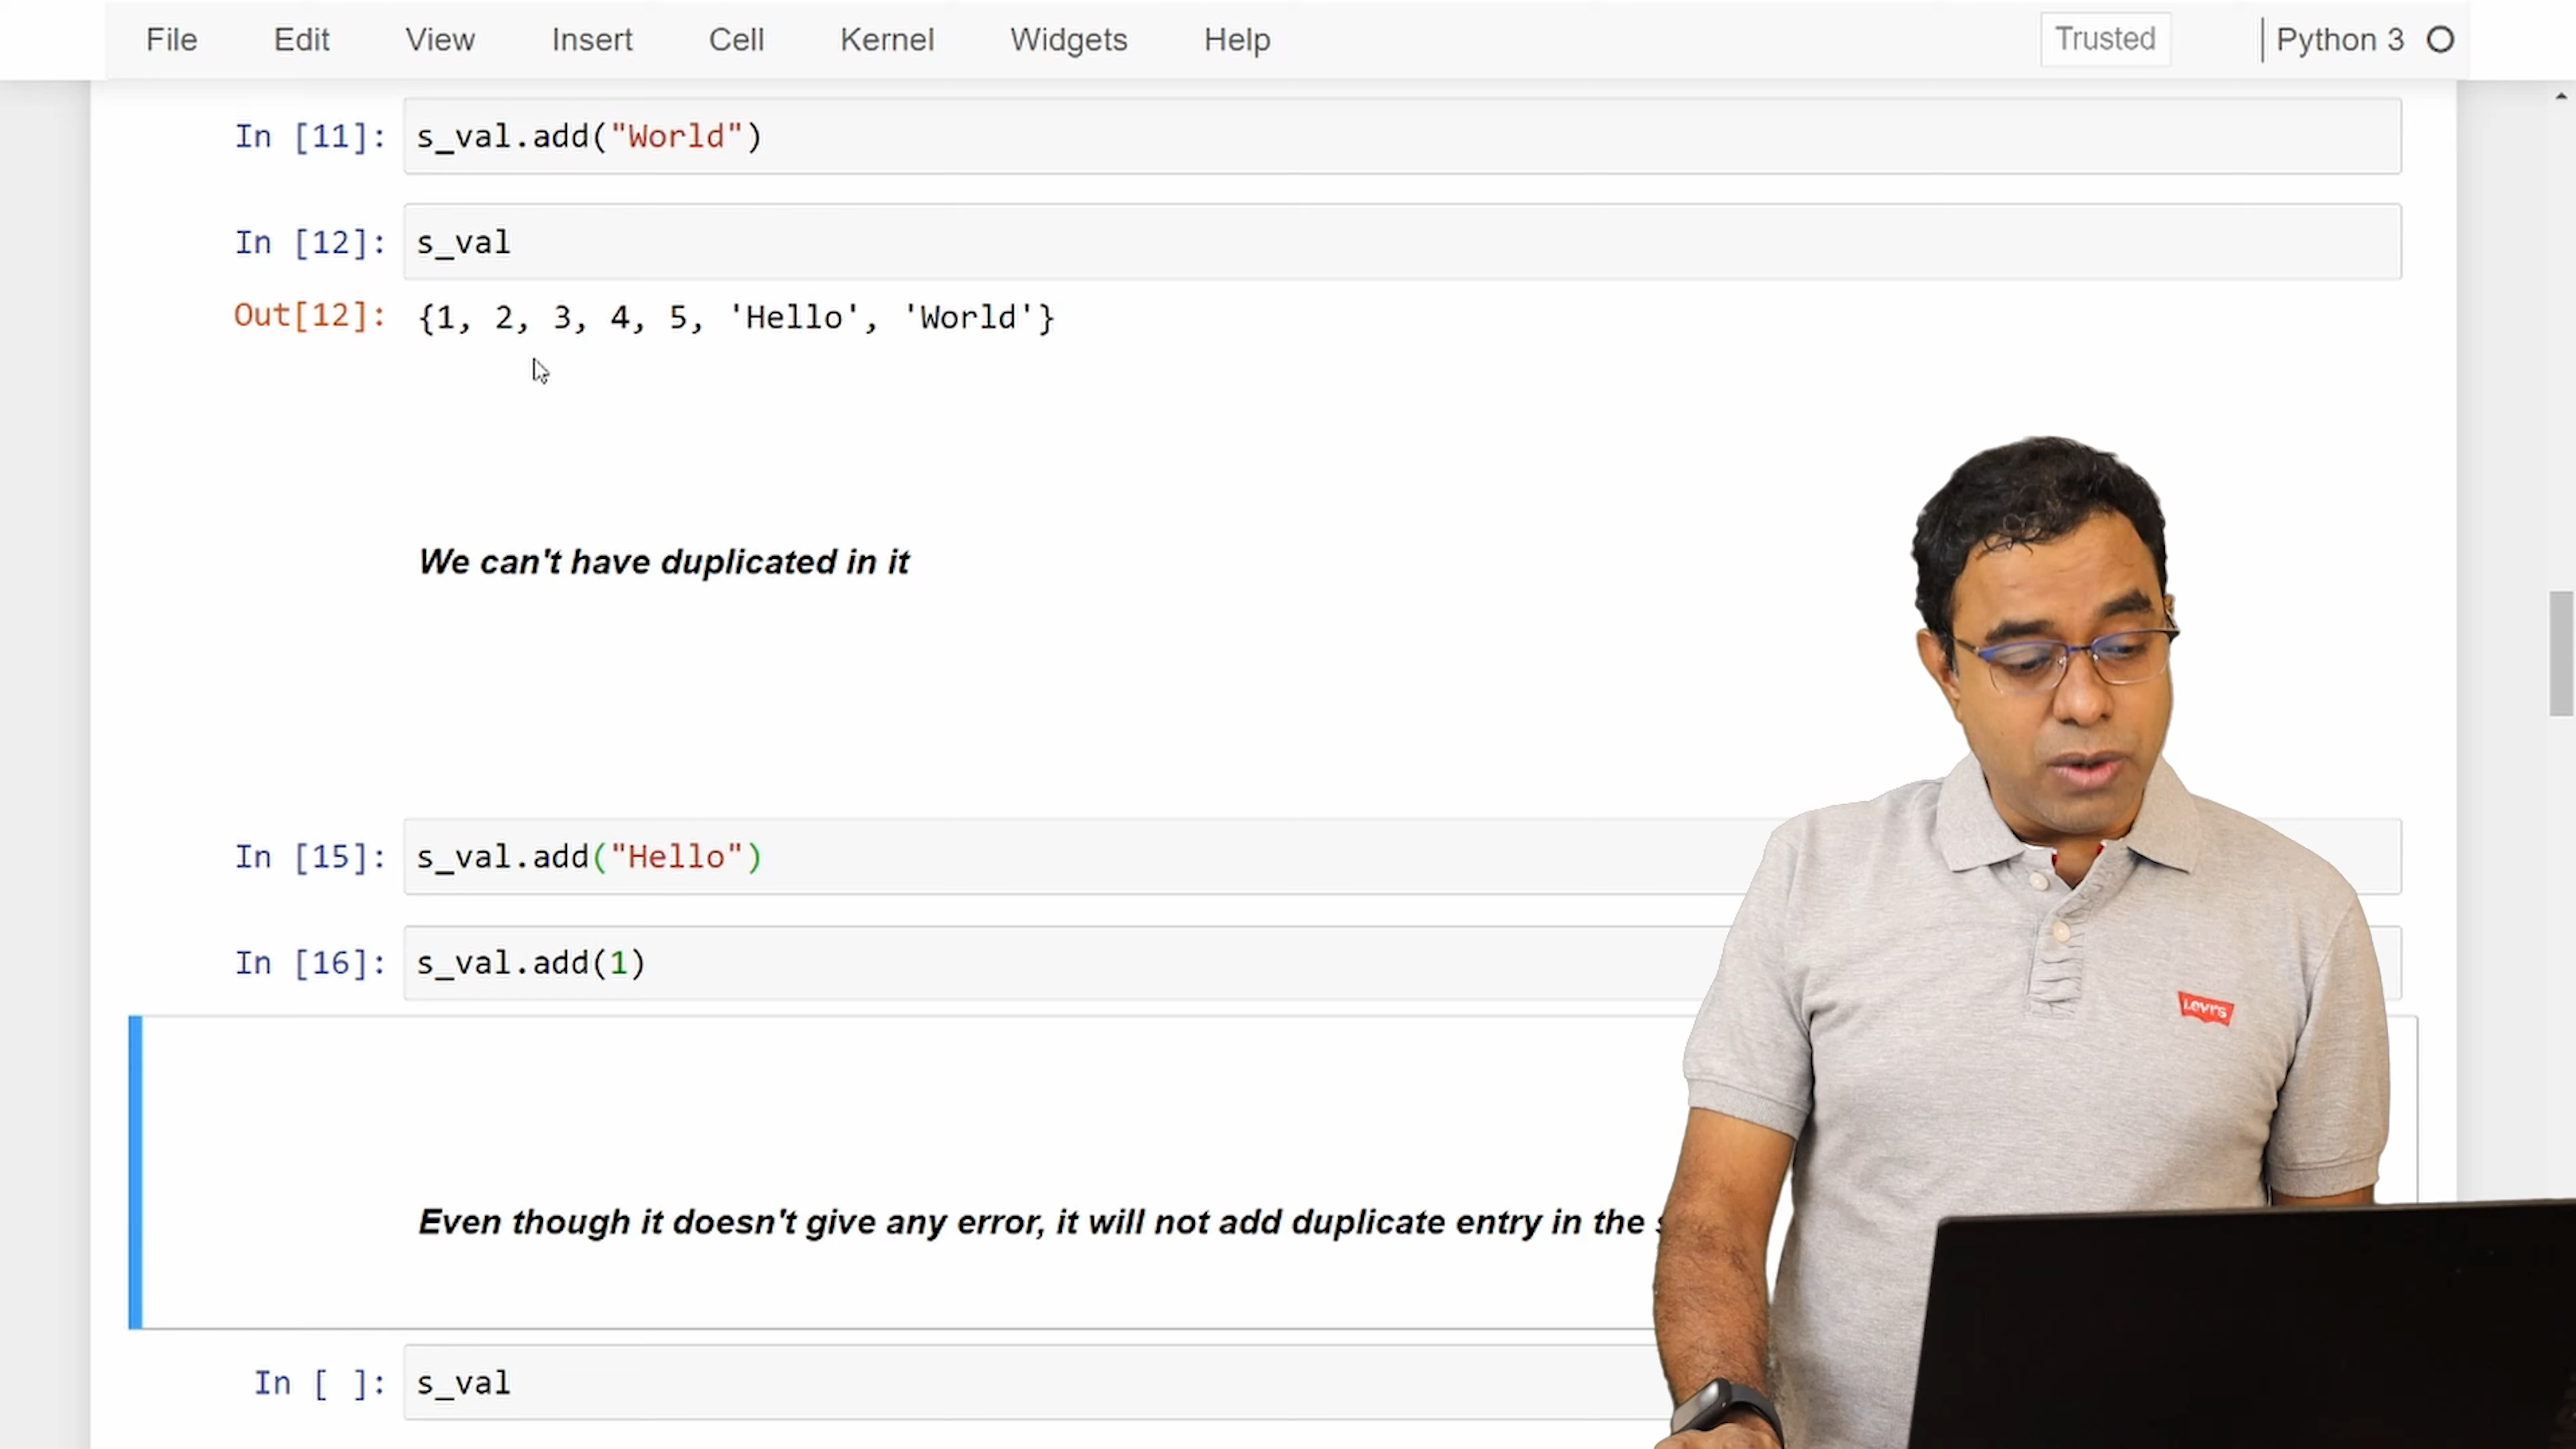 File Edit View Insert Cell Kernel Widgets Help Trusted Python 3
In [11]: s_val.add("World")
In [12]: s_val
Out[12]: {1, 2, 3, 4, 5, 'Hello', 'World'}
We can't have duplicated in it
In [15]: s_val.add("Hello")
In [16]: s_val.add(1)
Levi's
Even though it doesn't give any error, it will not add duplicate entry in the
In [ ]: s_val